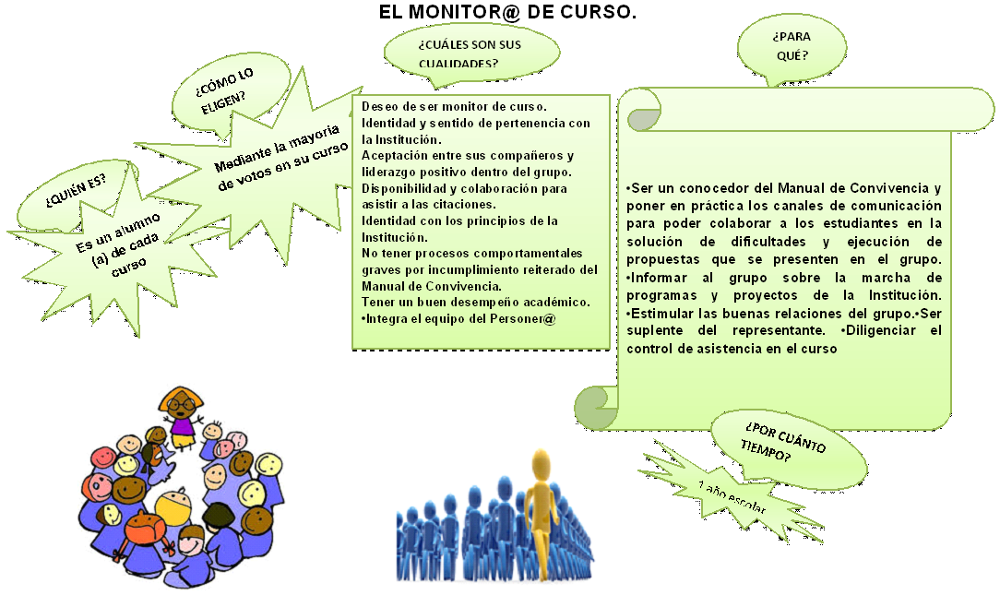 EL MONITOR@ DE CURSO.
¿QUIÉN ES?
Es un alumno
(a) de cada
curso
¿CÓMO LO
ELIGEN?
Mediante la mayoría
de votos en su curso
¿CUÁLES SON SUS
CUALIDADES?
Deseo de ser monitor de curso.
Identidad y sentido de pertenencia con
la Institución.
Aceptación entre sus compañeros y
liderazgo positivo dentro del grupo.
Disponibilidad y colaboración para
asistir a las citaciones.
Identidad con los principios de la
Institución.
No tener procesos comportamentales
graves por incumplimiento reiterado del
Manual de Convivencia.
Tener un buen desempeño académico.
•Integra el equipo del Personer@
¿PARA
QUÉ?
•Ser un conocedor del Manual de Convivencia y
poner en práctica los canales de comunicación
para poder colaborar a los estudiantes en la
solución de dificultades y ejecución de
propuestas que se presenten en el grupo.
•Informar al grupo sobre la marcha de
programas y proyectos de la Institución.
•Estimular las buenas relaciones del grupo.•Ser
suplente del representante. •Diligenciar el
control de asistencia en el curso
¿POR CUÁNTO
TIEMPO?
1 año escolar